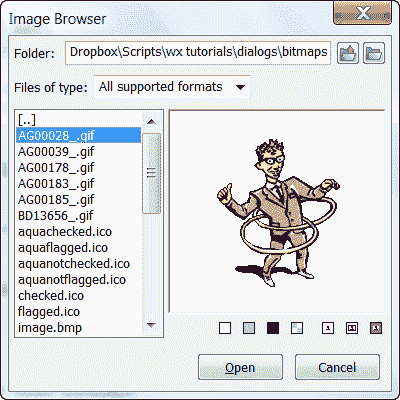 Image Browser
Folder: Dropbox\Scripts\wx tutorials\dialogs\bitmaps
Files of type: All supported formats
[..]
AG00028_.gif
AG00039_.gif
AG00178_.gif
AG00183_.gif
AG00185_.gif
BD13656_.gif
aquachecked.ico
aquaflagged.ico
aquanotchecked.ico
aquanotflagged.ico
checked.ico
flagged.ico
image.bmp
Open Cancel